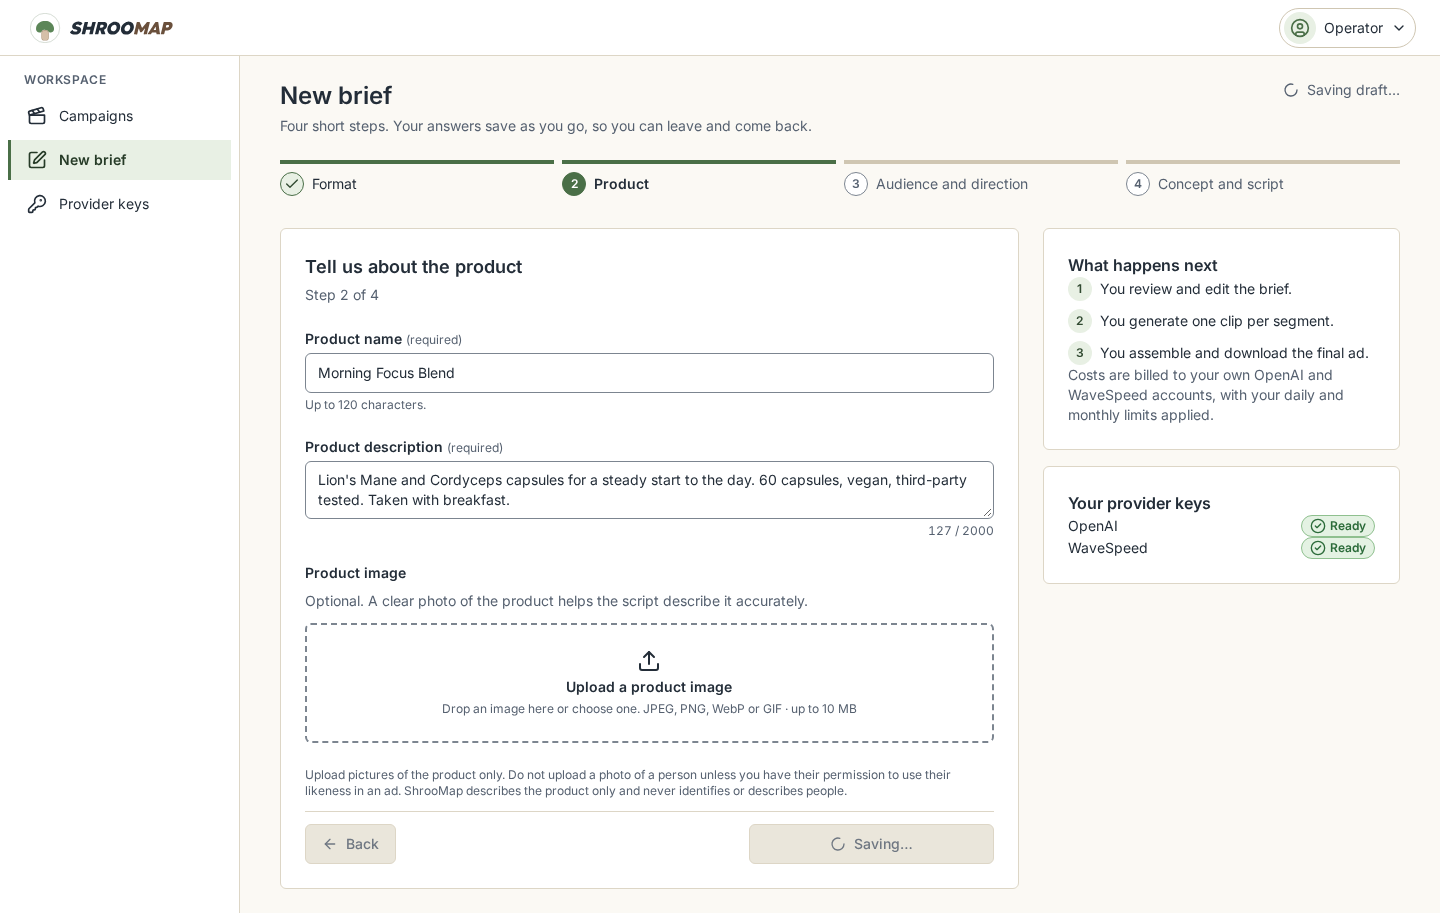 SHROOMAP
Operator
WORKSPACE
Campaigns
New brief
Provider keys
New brief
Saving draft...
Four short steps. Your answers save as you go, so you can leave and come back.
Format
2 Product
3 Audience and direction
4 Concept and script
Tell us about the product
Step 2 of 4
Product name (required)
Morning Focus Blend
Up to 120 characters.
Product description (required)
Lion's Mane and Cordyceps capsules for a steady start to the day. 60 capsules, vegan, third-party
tested. Taken with breakfast.
127 / 2000
Product image
Optional. A clear photo of the product helps the script describe it accurately.
Upload a product image
Drop an image here or choose one. JPEG, PNG, WebP or GIF · up to 10 MB
Upload pictures of the product only. Do not upload a photo of a person unless you have their permission to use their
likeness in an ad. ShrooMap describes the product only and never identifies or describes people.
Back
Saving...
What happens next
1 You review and edit the brief.
2 You generate one clip per segment.
3 You assemble and download the final ad.
Costs are billed to your own OpenAI and
WaveSpeed accounts, with your daily and
monthly limits applied.
Your provider keys
OpenAI Ready
WaveSpeed Ready